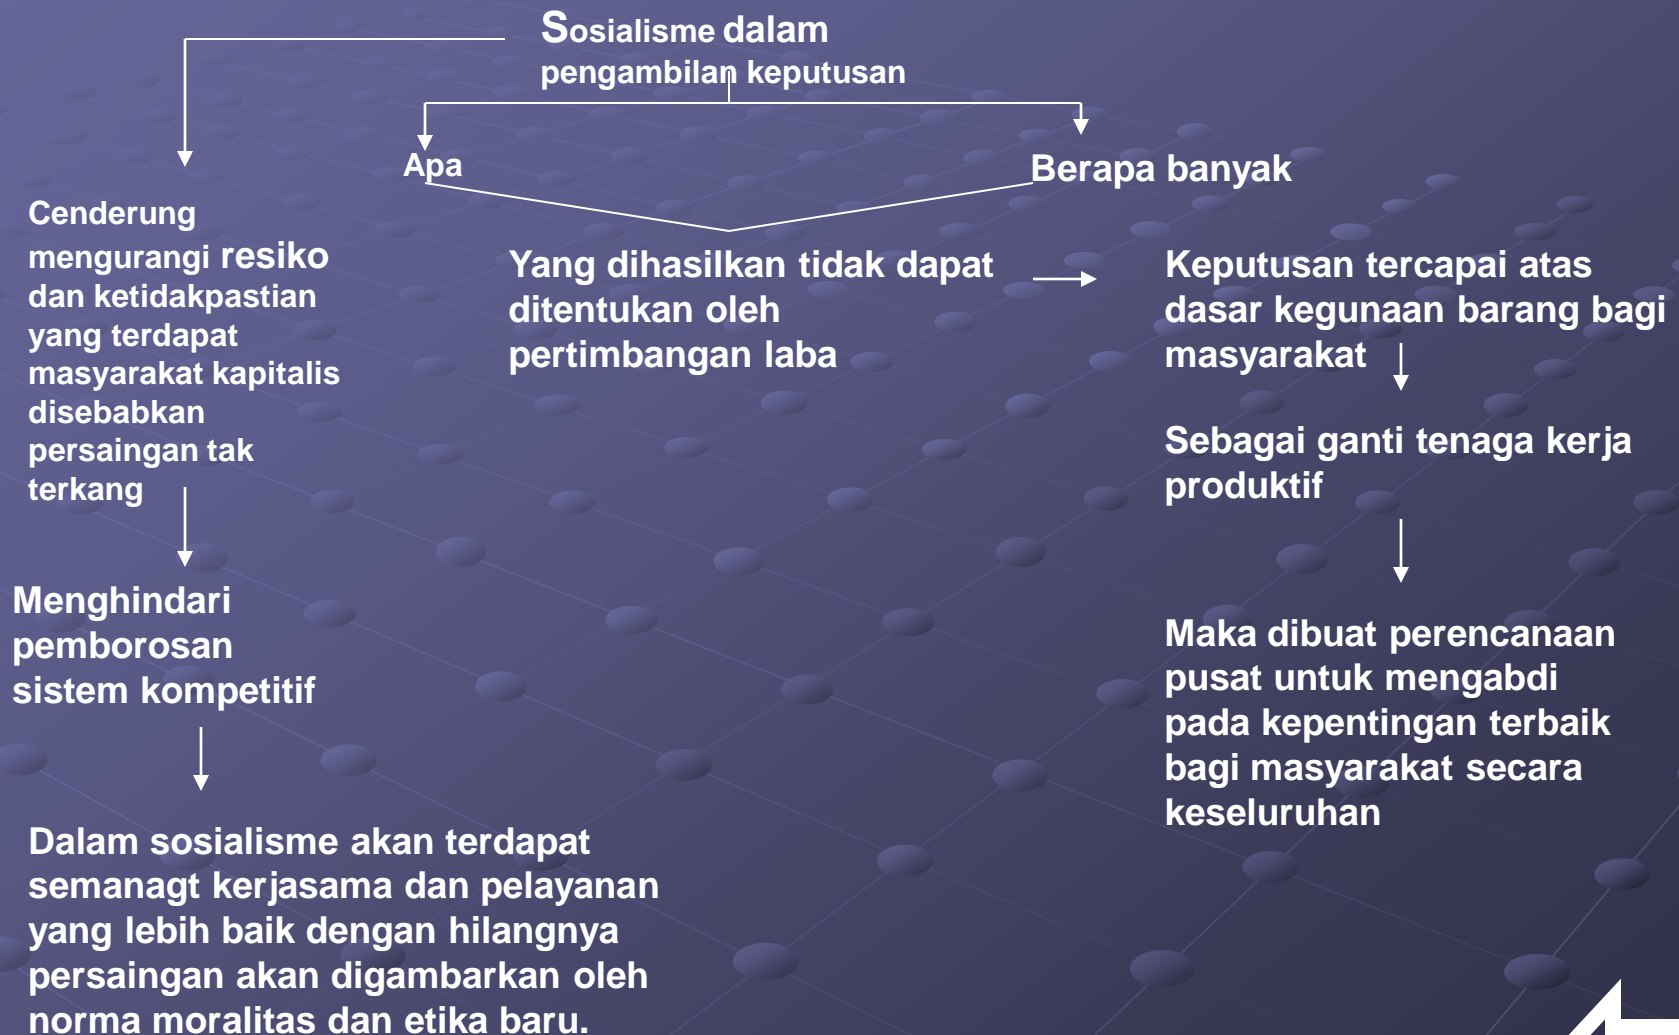 Sosialisme dalam
pengambilan keputusan
Apa
Berapa banyak
Cenderung
mengurangi resiko
dan ketidakpastian
yang terdapat
masyarakat kapitalis
disebabkan
persaingan tak
terkang
Menghindari
pemborosan
sistem kompetitif
Dalam sosialisme akan terdapat
semanagt kerjasama dan pelayanan
yang lebih baik dengan hilangnya
persaingan akan digambarkan oleh
norma moralitas dan etika baru.
Yang dihasilkan tidak dapat
ditentukan oleh
pertimbangan laba
Keputusan tercapai atas
dasar kegunaan barang bagi
masyarakat
Sebagai ganti tenaga kerja
produktif
Maka dibuat perencanaan
pusat untuk mengabdi
pada kepentingan terbaik
bagi masyarakat secara
keseluruhan